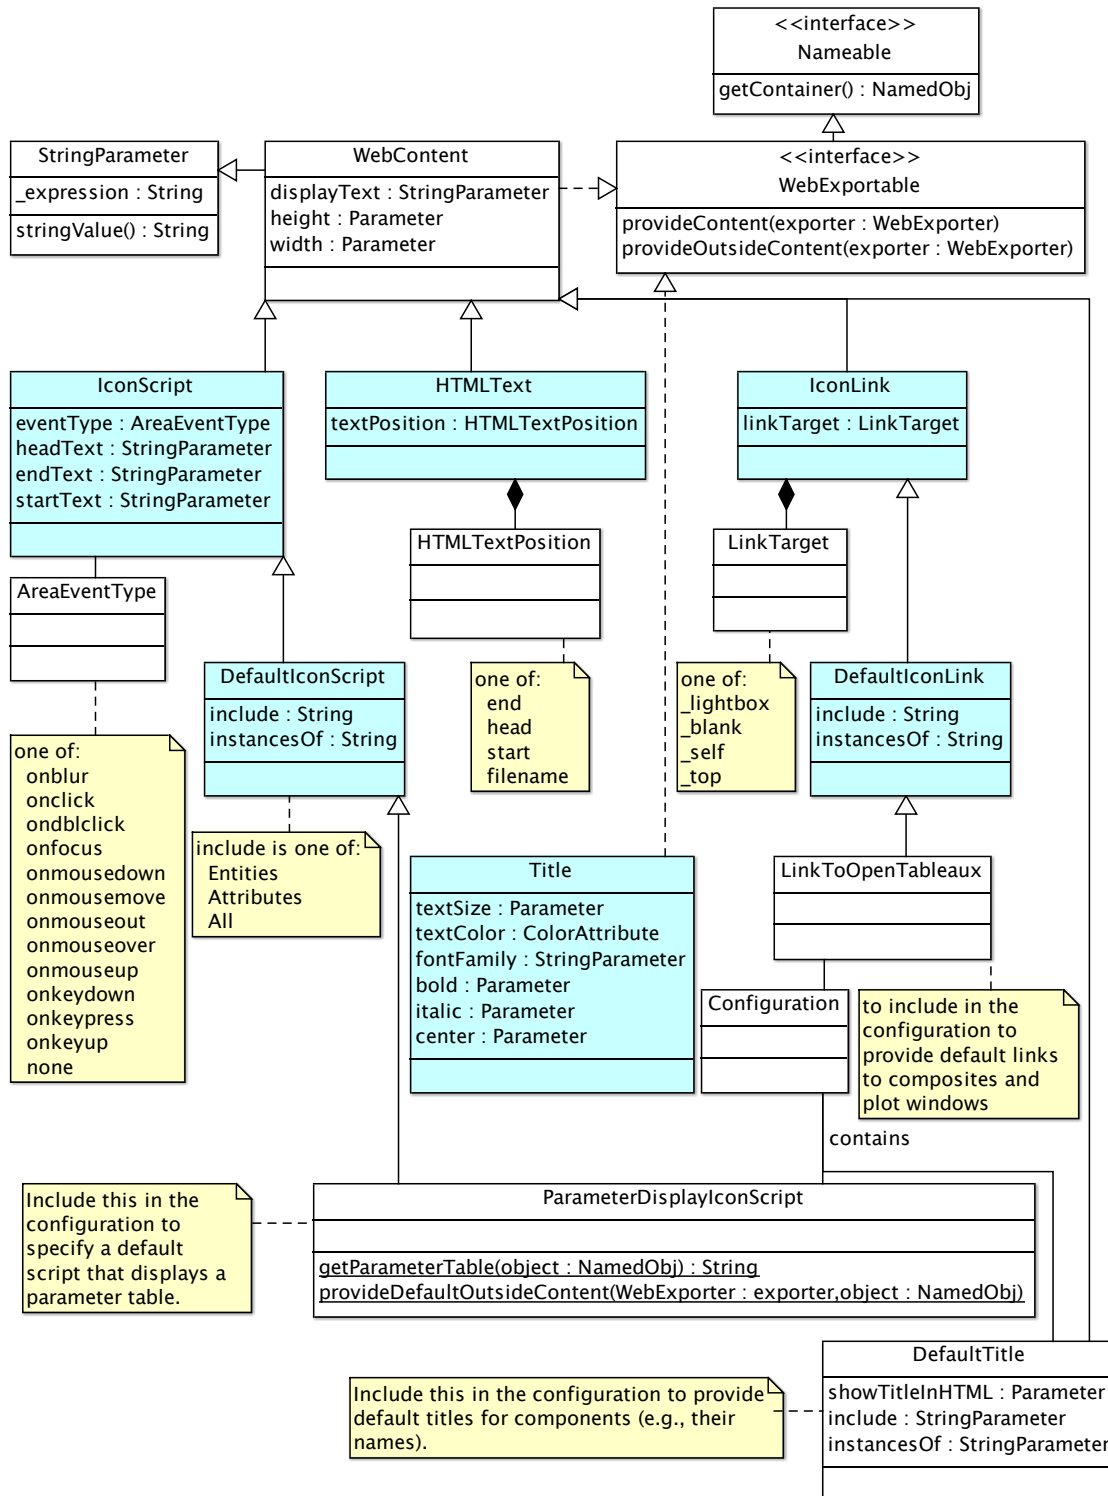 <<interface>>
Nameable
getContainer() : NamedObj
StringParameter
_expression : String
stringValue() : String
WebContent
displayText : StringParameter
height : Parameter
width : Parameter
<<interface>>
WebExportable
provideContent(exporter : WebExporter)
provideOutsideContent(exporter : WebExporter)
IconScript
eventType : AreaEventType
headText : StringParameter
endText : StringParameter
startText : StringParameter
HTMLText
textPosition : HTMLTextPosition
IconLink
linkTarget : LinkTarget
AreaEventType
HTMLTextPosition
LinkTarget
DefaultIconScript
include : String
instancesOf : String
one of:
end
head
start
filename
one of:
_lightbox
_blank
_self
_top
DefaultIconLink
include : String
instancesOf : String
one of:
onblur
onclick
ondblclick
onfocus
onmousedown
onmousemove
onmouseout
onmouseover
onmouseup
onkeydown
onkeypress
onkeyup
none
include is one of:
Entities
Attributes
All
Title
textSize : Parameter
textColor : ColorAttribute
fontFamily : StringParameter
bold : Parameter
italic : Parameter
center : Parameter
LinkToOpenTableaux
Configuration
to include in the
configuration to
provide default links
to composites and
plot windows
contains
Include this in the
configuration to
specify a default
script that displays a
parameter table.
ParameterDisplayIconScript
getParameterTable(object : NamedObj) : String
provideDefaultOutsideContent(WebExporter : exporter,object : NamedObj)
Include this in the configuration to provide
default titles for components (e.g., their
names).
DefaultTitle
showTitleInHTML : Parameter
include : StringParameter
instancesOf : StringParameter